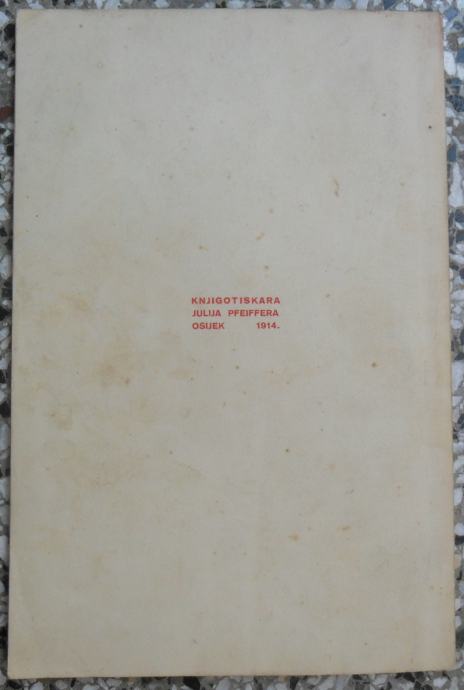 KNJIGOTISKARA
JULIJA PFEIFFERA
OSIJEK 1914.